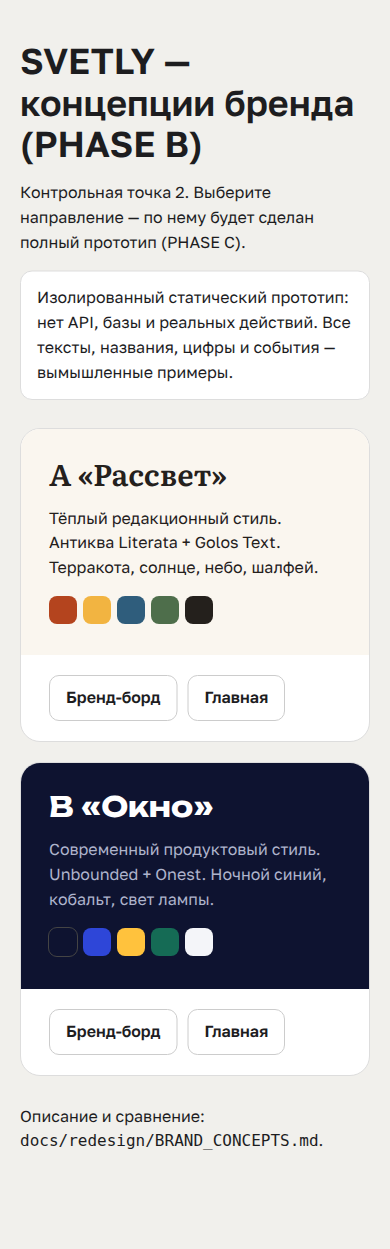 SVETLY —
концепции бренда
(PHASE B)
Контрольная точка 2. Выберите
направление — по нему будет сделан
полный прототип (PHASE C).
Изолированный статический прототип:
нет API, базы и реальных действий. Все
тексты, названия, цифры и события —
вымышленные примеры.
А «Рассвет»
Тёплый редакционный стиль.
Антиква Literata + Golos Text.
Терракота, солнце, небо, шалфей.
Бренд-борд
Главная
В «Окно»
Современный продуктовый стиль.
Unbounded + Onest. Ночной синий,
кобальт, свет лампы.
Бренд-борд
Главная
Описание и сравнение:
docs/redesign/BRAND_CONCEPTS.md.